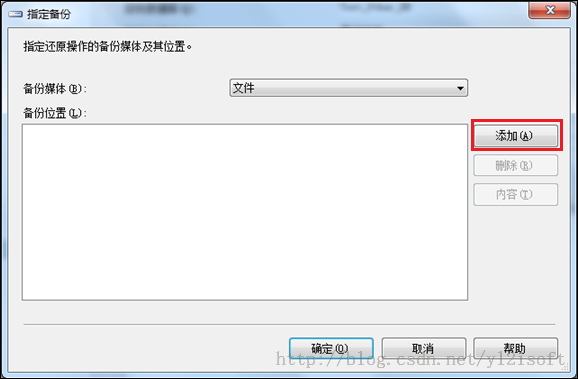 指定备份
指定还原操作的备份媒体及其位置。
备份媒体(B):
文件
备份位置(L):
添加(A)
删除(R)
内容(T)
确定(O)
取消
帮助
http://blog.csdn.net/yl2isoft